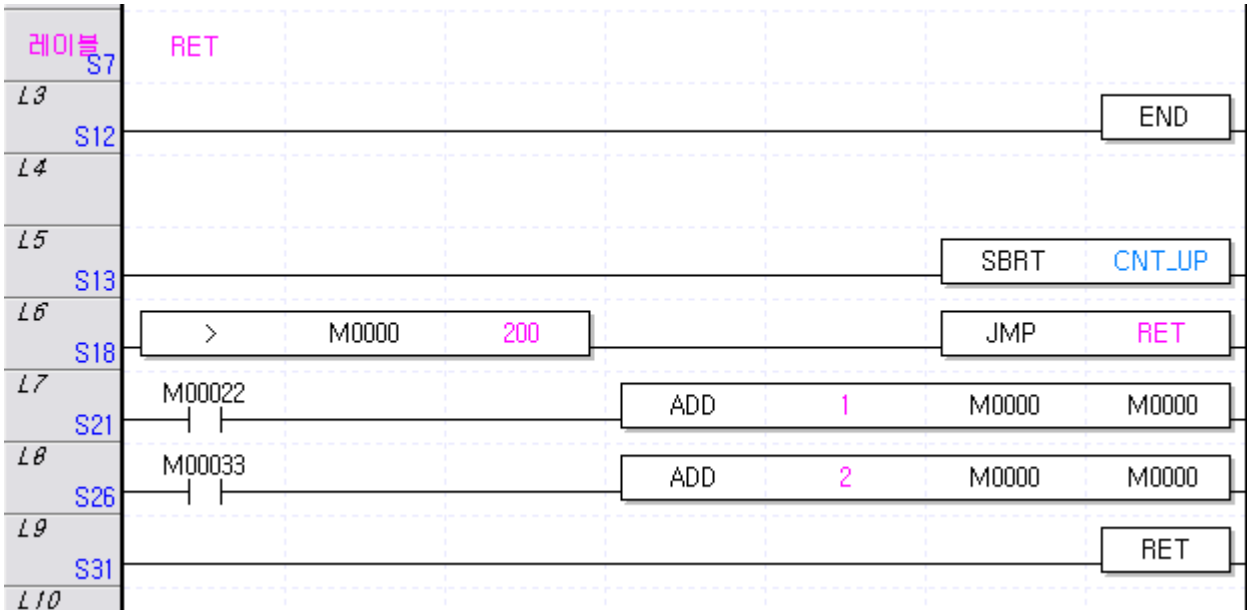 레이블 S7 RET
L3
S12 END
L4
L5
S13 SBRT CNT_UP
L6
S18 > M0000 200 JMP RET
L7
M00022
S21 ADD 1 M0000 M0000
L8
M00033
S26 ADD 2 M0000 M0000
L9
S31 RET
L10